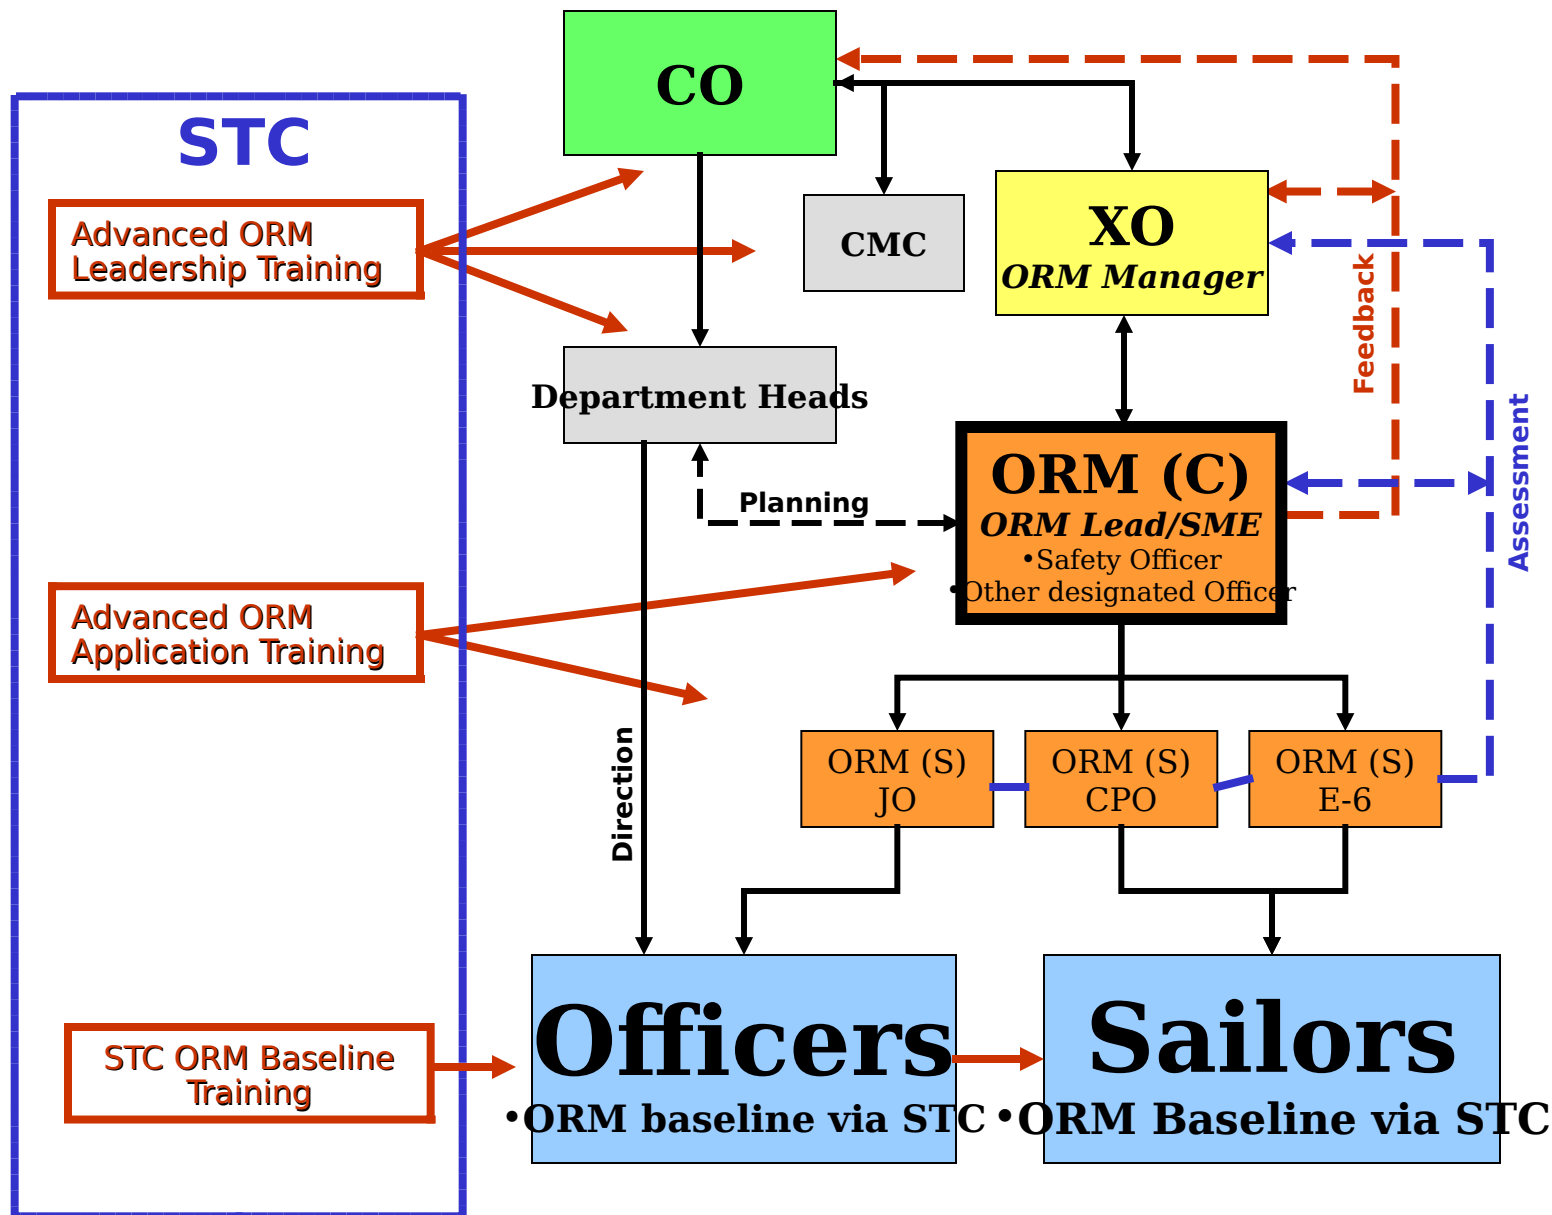 CO
STC
Advanced ORM
Leadership Training
CMC
XO
ORM Manager
Feedback
Department Heads
Assessment
ORM (C)
ORM Lead/SME
•Safety Officer
•Other designated Officer
Planning
Advanced ORM
Application Training
Direction
ORM (S)
JO
ORM (S)
CPO
ORM (S)
E-6
STC ORM Baseline
Training
Officers
•ORM baseline via STC
Sailors
•ORM Baseline via STC